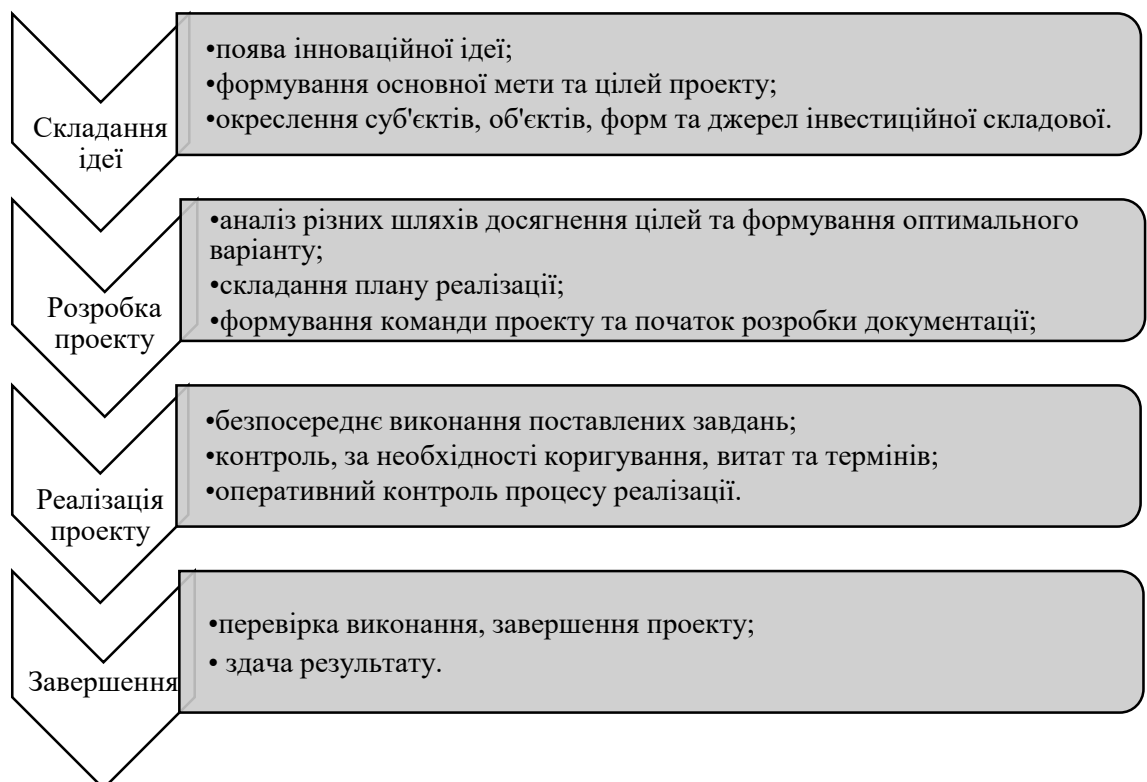 Складання
ідеї
•поява інноваційної ідеї;
•формування основної мети та цілей проекту;
•окреслення суб'єктів, об'єктів, форм та джерел інвестиційної складової.
Розробка
проекту
•аналіз різних шляхів досягнення цілей та формування оптимального
варіанту;
•складання плану реалізації;
•формування команди проекту та початок розробки документації;
Реалізація
проекту
•безпосереднє виконання поставлених завдань;
•контроль, за необхідності коригування, витат та термінів;
•оперативний контроль процесу реалізації.
Завершення
•перевірка виконання, завершення проекту;
• здача результату.